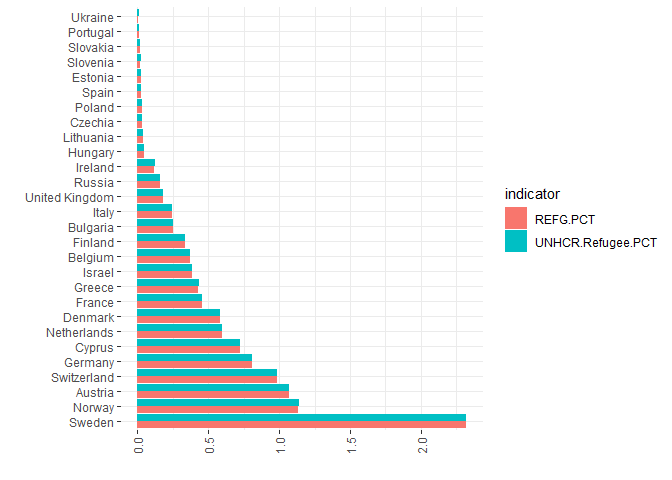 Ukraine
Portugal
Slovakia
Slovenia
Estonia
Spain
Poland
Czechia
Lithuania
Hungary
Ireland
Russia
United Kingdom
Italy
Bulgaria
Finland
Belgium
Israel
Greece
France
Denmark
Netherlands
Cyprus
Germany
Switzerland
Austria
Norway
Sweden
0.0
0.5
1.0
1.5
2.0
indicator
REFG.PCT
UNHCR.Refugee.PCT